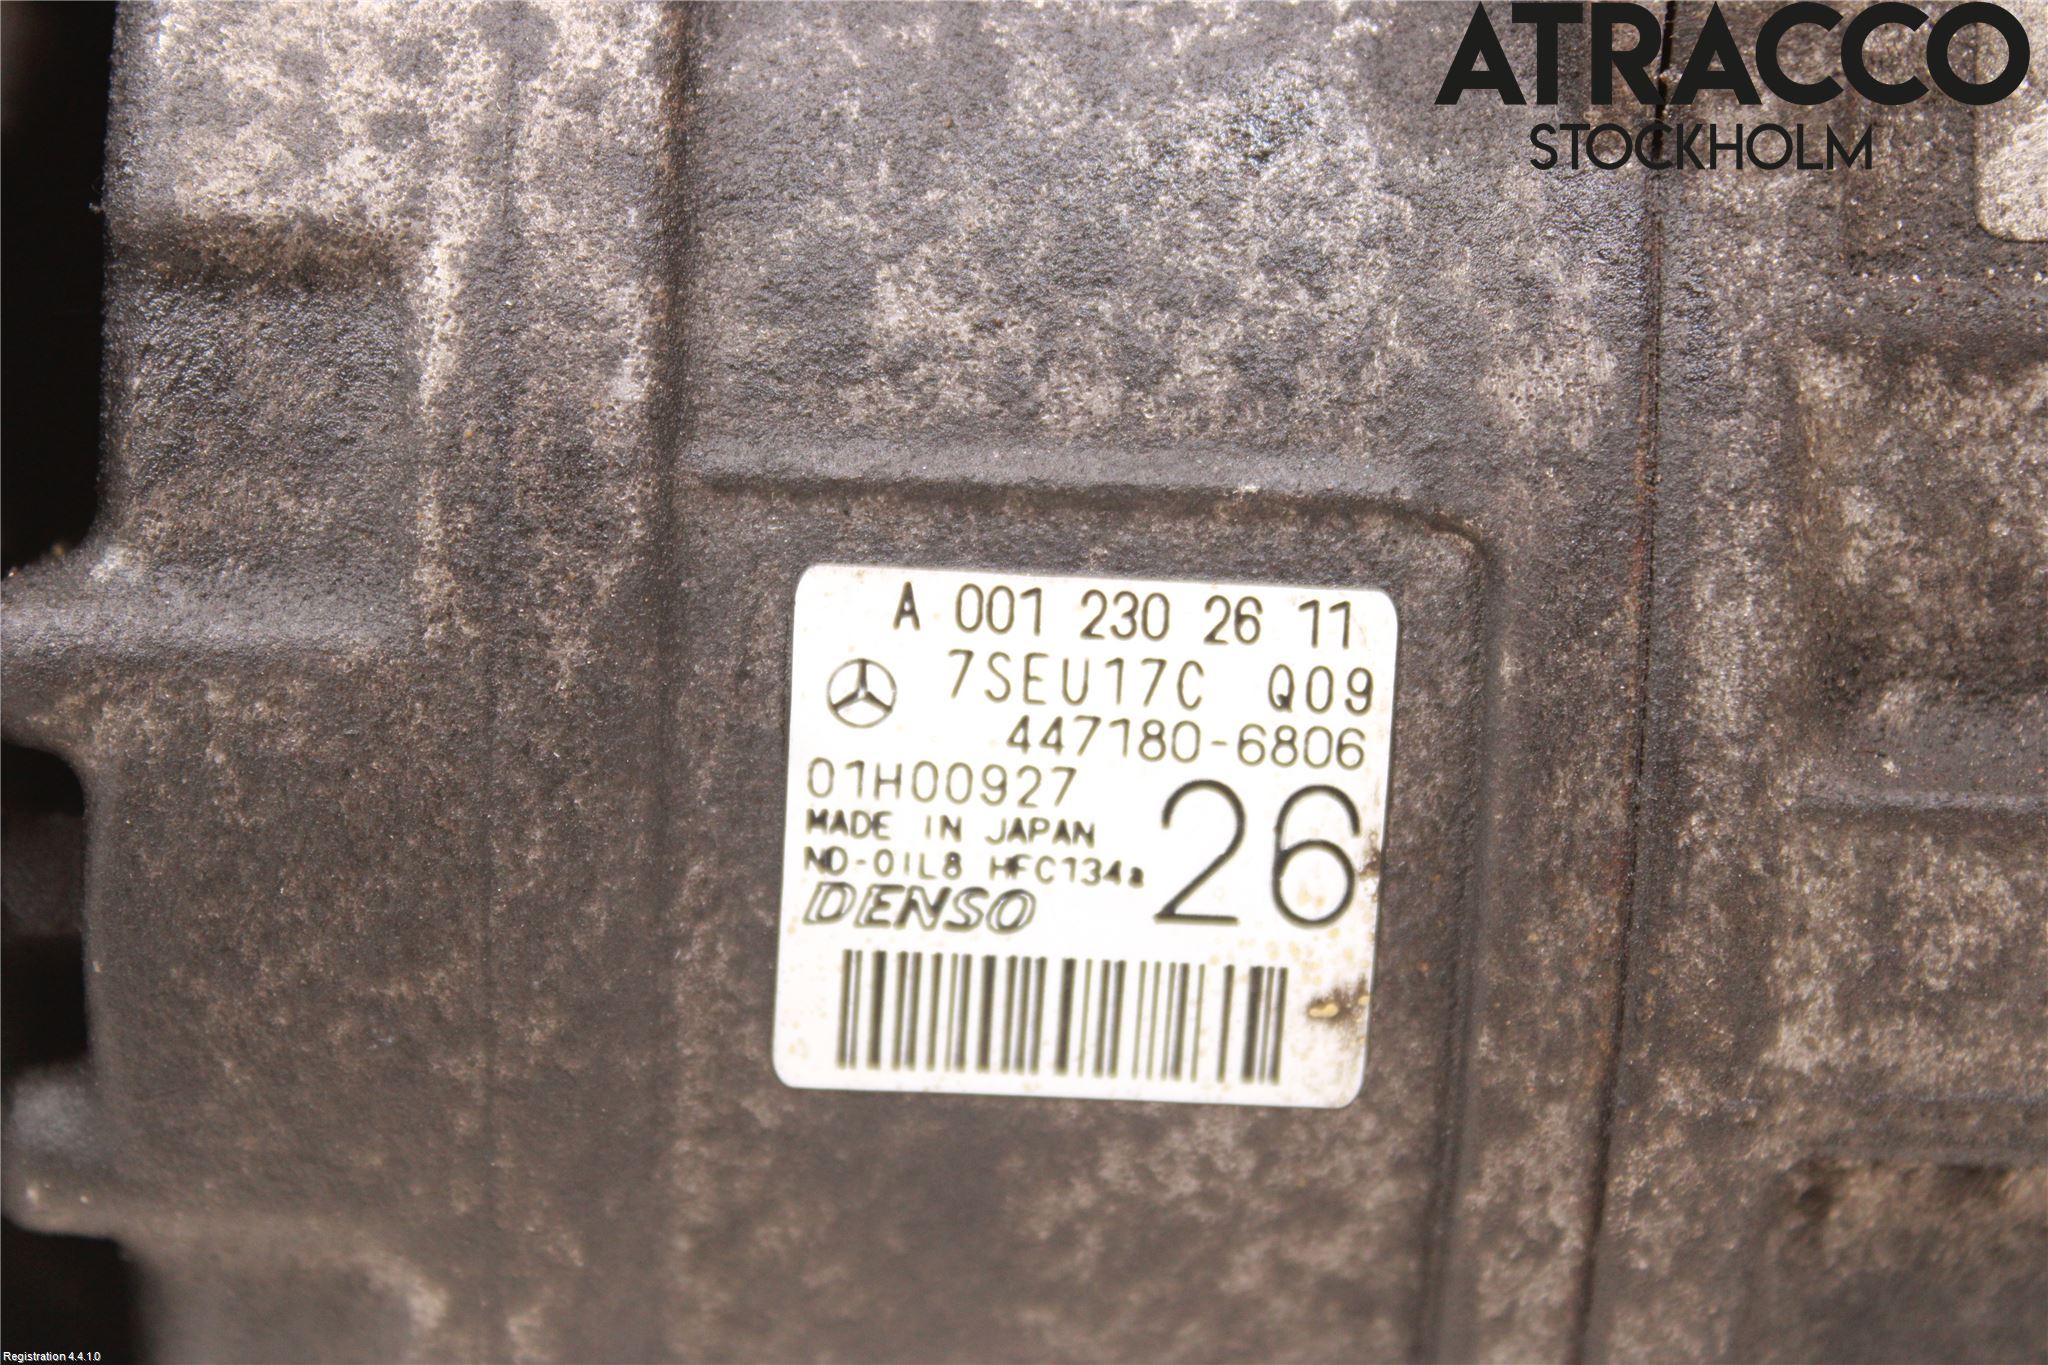 ATRACCO
STOCKHOLM
A 001 230 26 11
7SEU17C Q09
447180-6806
01H00927
26
MADE IN JAPAN
ND-OIL8 HFC134a
DENSO
Registration 4.4.1.0